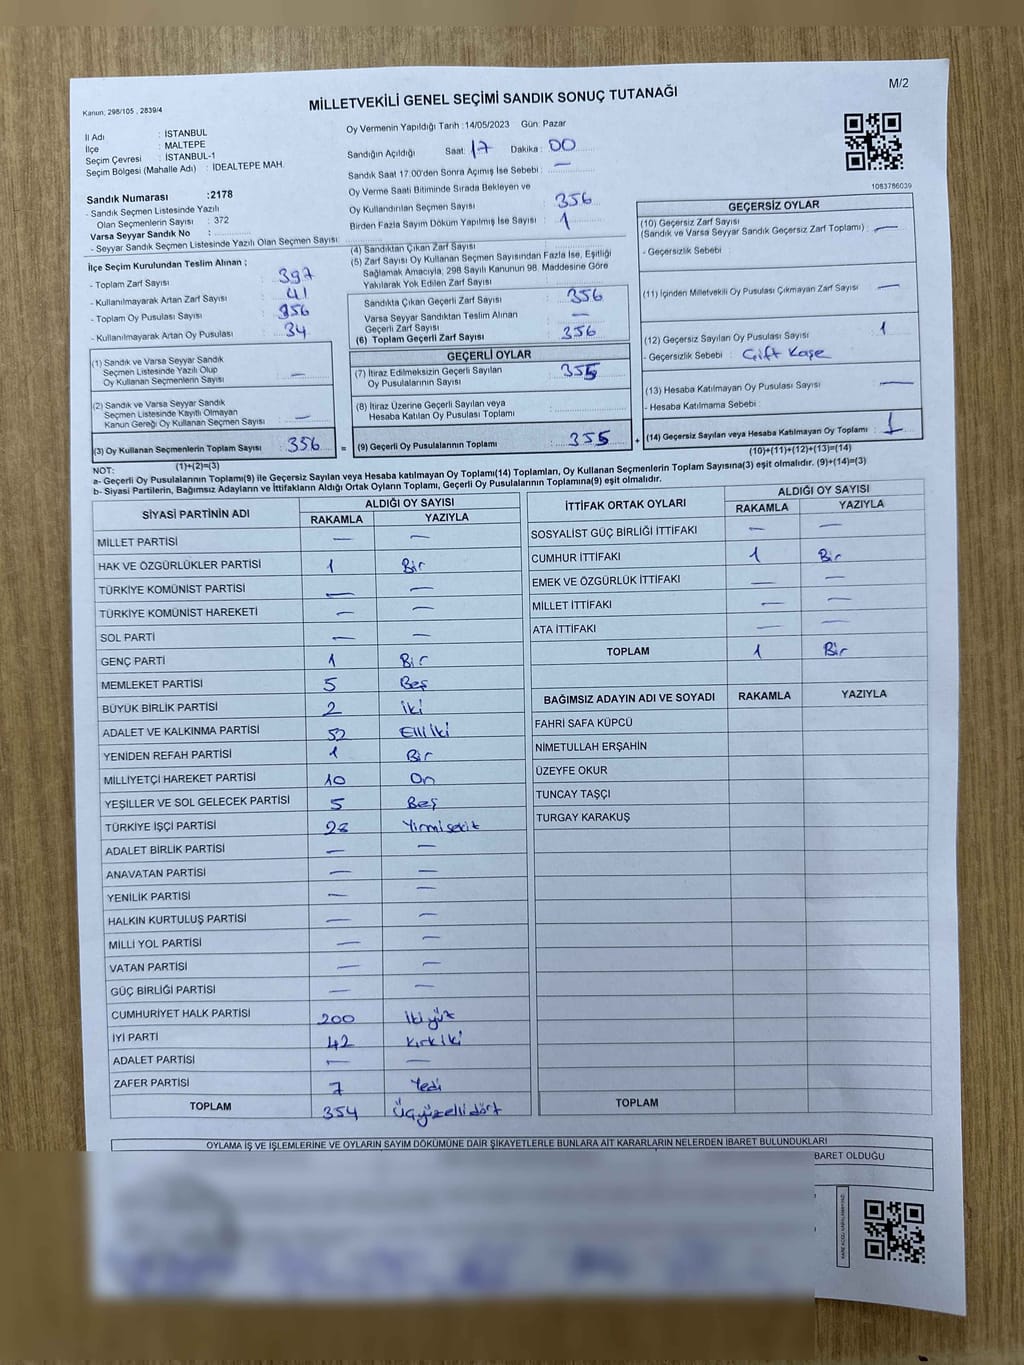 M/2
Kanun, 298/105 , 2839/4
MİLLETVEKİLİ GENEL SEÇİMİ SANDIK SONUÇ TUTANAĞI
İl Adı : İSTANBUL
İlçe : MALTEPE
Seçim Çevresi : İSTANBUL-1
Seçim Bölgesi (Mahalle Adı) : İDEALTEPE MAH.
Sandık Numarası :2178
- Sandık Seçmen Listesinde Yazılı
Olan Seçmenlerin Sayısı : 372
Varsa Seyyar Sandık No :
- Seyyar Sandık Seçmen Listesinde Yazılı Olan Seçmen Sayısı :
Oy Vermenin Yapıldığı Tarih :14/05/2023 Gün: Pazar
Sandığın Açıldığı Saat: 17 Dakika : 00
Sandık Saat 17.00'den Sonra Açımış İse Sebebi : —
Oy Verme Saati Bitiminde Sırada Bekleyen ve
Oy Kullandırılan Seçmen Sayısı : 356
Birden Fazla Sayım Döküm Yapılmış İse Sayısı : 1
1083786039
İlçe Seçim Kurulundan Teslim Alınan ;
- Toplam Zarf Sayısı : 397
- Kullanılmayarak Artan Zarf Sayısı : 41
- Toplam Oy Pusulası Sayısı :
- Kullanılmayarak Artan Oy Pusulası : 34
(1) Sandık ve Varsa Seyyar Sandık
Seçmen Listesinde Yazılı Olup
Oy Kullanan Seçmenlerin Sayısı : —
(2) Sandık ve Varsa Seyyar Sandık
Seçmen Listesinde Kayıtlı Olmayan
Kanun Gereği Oy Kullanan Seçmen Sayısı : —
(3) Oy Kullanan Seçmenlerin Toplam Sayısı : 356 =
(1)+(2)=(3)
(4) Sandıktan Çıkan Zarf Sayısı :
(5) Zarf Sayısı Oy Kullanan Seçmen Sayısından Fazla İse, Eşitliği
Sağlamak Amacıyla; 298 Sayılı Kanunun 98. Maddesine Göre
Yakılarak Yok Edilen Zarf Sayısı :
Sandıkta Çıkan Geçerli Zarf Sayısı : 356
Varsa Seyyar Sandıktan Teslim Alınan
Geçerli Zarf Sayısı : —
(6) Toplam Geçerli Zarf Sayısı : 356
GEÇERLİ OYLAR
(7) İtiraz Edilmeksizin Geçerli Sayılan
Oy Pusulalarının Sayısı : 355
(8) İtiraz Üzerine Geçerli Sayılan veya
Hesaba Katılan Oy Pusulası Toplamı :
(9) Geçerli Oy Pusulalarının Toplamı : 355 +
GEÇERSİZ OYLAR
(10) Geçersiz Zarf Sayısı
(Sandık ve Varsa Seyyar Sandık Geçersiz Zarf Toplamı) : —
- Geçersizlik Sebebi :
(11) İçinden Milletvekili Oy Pusulası Çıkmayan Zarf Sayısı : —
(12) Geçersiz Sayılan Oy Pusulası Sayısı : 1
- Geçersizlik Sebebi : Çift Kaşe
(13) Hesaba Katılmayan Oy Pusulası Sayısı : —
- Hesaba Katılmama Sebebi :
(14) Geçersiz Sayılan veya Hesaba Katılmayan Oy Toplamı : 1
(10)+(11)+(12)+(13)=(14)
NOT:
a- Geçerli Oy Pusulalarının Toplamı(9) ile Geçersiz Sayılan veya Hesaba katılmayan Oy Toplamı(14) Toplamları, Oy Kullanan Seçmenlerin Toplam Sayısına(3) eşit olmalıdır. (9)+(14)=(3)
b- Siyasi Partilerin, Bağımsız Adayların ve İttifakların Aldığı Ortak Oyların Toplamı, Geçerli Oy Pusulalarının Toplamına(9) eşit olmalıdır.
SİYASİ PARTİNİN ADI ALDIĞI OY SAYISI
RAKAMLA YAZIYLA
MİLLET PARTİSİ — —
HAK VE ÖZGÜRLÜKLER PARTİSİ 1 Bir
TÜRKİYE KOMÜNİST PARTİSİ — —
TÜRKİYE KOMÜNİST HAREKETİ — —
SOL PARTİ — —
GENÇ PARTİ 1 Bir
MEMLEKET PARTİSİ 5 Beş
BÜYÜK BİRLİK PARTİSİ 2 İki
ADALET VE KALKINMA PARTİSİ 52 Elliiki
YENİDEN REFAH PARTİSİ 1 Bir
MİLLİYETÇİ HAREKET PARTİSİ 10 On
YEŞİLLER VE SOL GELECEK PARTİSİ 5 Beş
TÜRKİYE İŞÇİ PARTİSİ 28 Yirmisekiz
ADALET BİRLİK PARTİSİ — —
ANAVATAN PARTİSİ — —
YENİLİK PARTİSİ — —
HALKIN KURTULUŞ PARTİSİ — —
MİLLİ YOL PARTİSİ — —
VATAN PARTİSİ — —
GÜÇ BİRLİĞİ PARTİSİ — —
CUMHURİYET HALK PARTİSİ 200 İkiyüz
İYİ PARTİ 42 Kırkiki
ADALET PARTİSİ — —
ZAFER PARTİSİ 7 Yedi
TOPLAM 354 Üçyüzellidört
İTTİFAK ORTAK OYLARI ALDIĞI OY SAYISI
RAKAMLA YAZIYLA
SOSYALİST GÜÇ BİRLİĞİ İTTİFAKI — —
CUMHUR İTTİFAKI 1 Bir
EMEK VE ÖZGÜRLÜK İTTİFAKI — —
MİLLET İTTİFAKI — —
ATA İTTİFAKI — —
TOPLAM 1 Bir
BAĞIMSIZ ADAYIN ADI VE SOYADI RAKAMLA YAZIYLA
FAHRİ SAFA KÜPCÜ
NİMETULLAH ERŞAHİN
ÜZEYFE OKUR
TUNCAY TAŞÇI
TURGAY KARAKUŞ
TOPLAM
OYLAMA İŞ VE İŞLEMLERİNE VE OYLARIN SAYIM DÖKÜMÜNE DAİR ŞİKAYETLERLE BUNLARA AİT KARARLARIN NELERDEN İBARET BULUNDUKLARI
BARET OLDUĞU